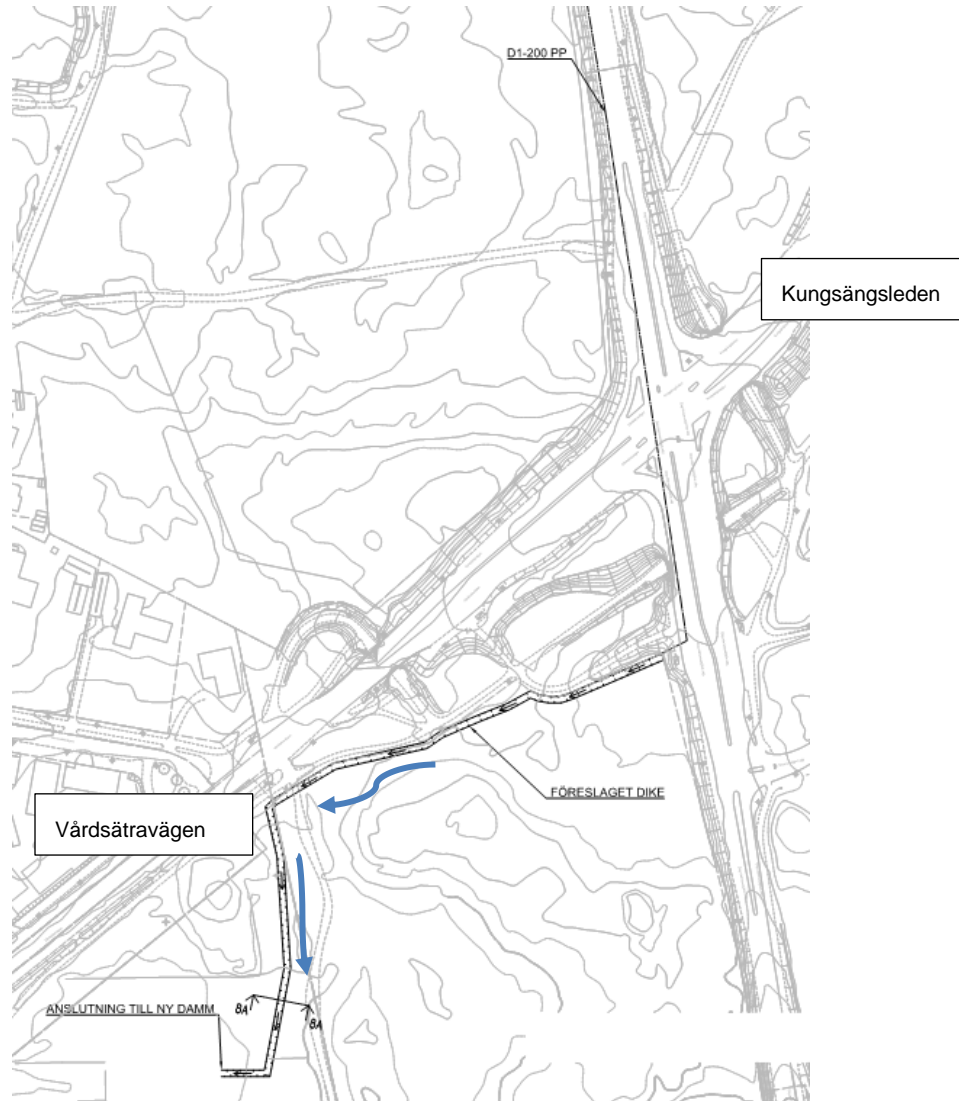 D1-200 PP
Kungsängsleden
FÖRESLAGET DIKE
Vårdsätravägen
ANSLUTNING TILL NY DAMM
8A
8A